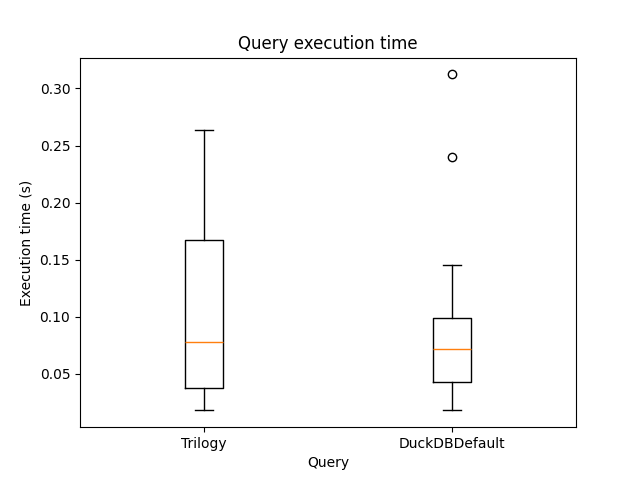 Query execution time
Execution time (s)
0.30
0.25
0.20
0.15
0.10
0.05
Trilogy
DuckDBDefault
Query